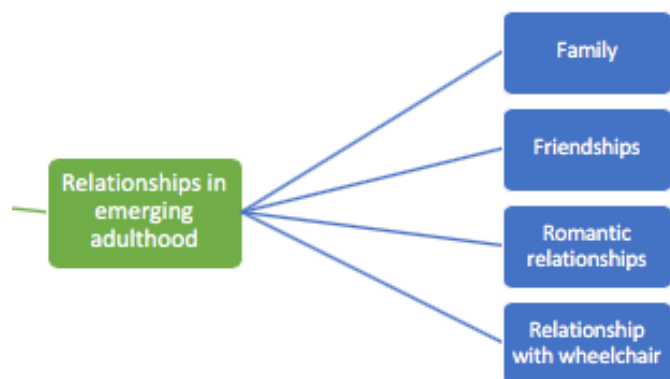 Family
Friendships
Relationships in
emerging
adulthood
Romantic
relationships
Relationship
with wheelchair